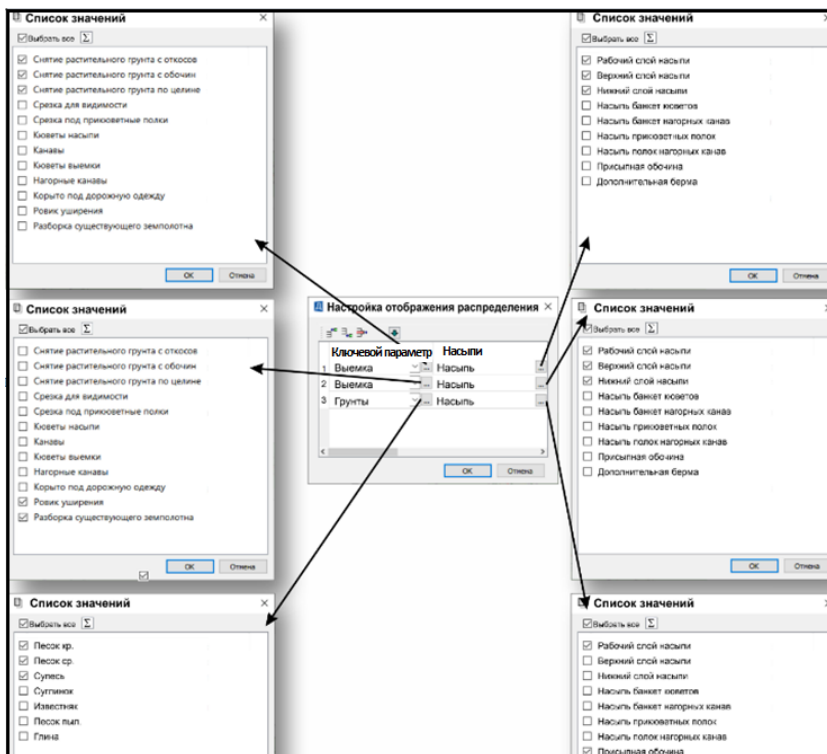 Список значений
Выбрать все Σ
Снятие растительного грунта с откосов
Снятие растительного грунта с обочин
Снятие растительного грунта по целине
Срезка для видимости
Срезка под прикюветные полки
Кюветы насыпи
Канавы
Кюветы выемки
Нагорные канавы
Корыто под дорожную одежду
Ровик уширения
Разборка существующего земполотна
ОК Отмена
Список значений
Выбрать все Σ
Рабочий слой насыпи
Верхний слой насыпи
Нижний слой насыпи
Насыпь банкет кюветов
Насыпь банкет нагорных канав
Насыпь прикюветных полок
Насыпь полок нагорных канав
Присыпная обочина
Дополнительная берма
ОК Отмена
Настройка отображения распределения
Ключевой параметр Насыпи
1 Выемка ... Насыпь ...
2 Выемка ... Насыпь ...
3 Грунты ... Насыпь ...
ОК Отмена
Список значений
Выбрать все Σ
Снятие растительного грунта с откосов
Снятие растительного грунта с обочин
Снятие растительного грунта по целине
Срезка для видимости
Срезка под прикюветные полки
Кюветы насыпи
Канавы
Кюветы выемки
Нагорные канавы
Корыто под дорожную одежду
Ровик уширения
Разборка существующего земполотна
ОК Отмена
Список значений
Выбрать все Σ
Рабочий слой насыпи
Верхний слой насыпи
Нижний слой насыпи
Насыпь банкет кюветов
Насыпь банкет нагорных канав
Насыпь прикюветных полок
Насыпь полок нагорных канав
Присыпная обочина
Дополнительная берма
ОК Отмена
Список значений
Выбрать все Σ
Песок кр.
Песок ср.
Супесь
Суглинок
Известняк
Песок пыл.
Глина
Список значений
Выбрать все Σ
Рабочий слой насыпи
Верхний слой насыпи
Нижний слой насыпи
Насыпь банкет кюветов
Насыпь банкет нагорных канав
Насыпь прикюветных полок
Насыпь полок нагорных канав
Присыпная обочина